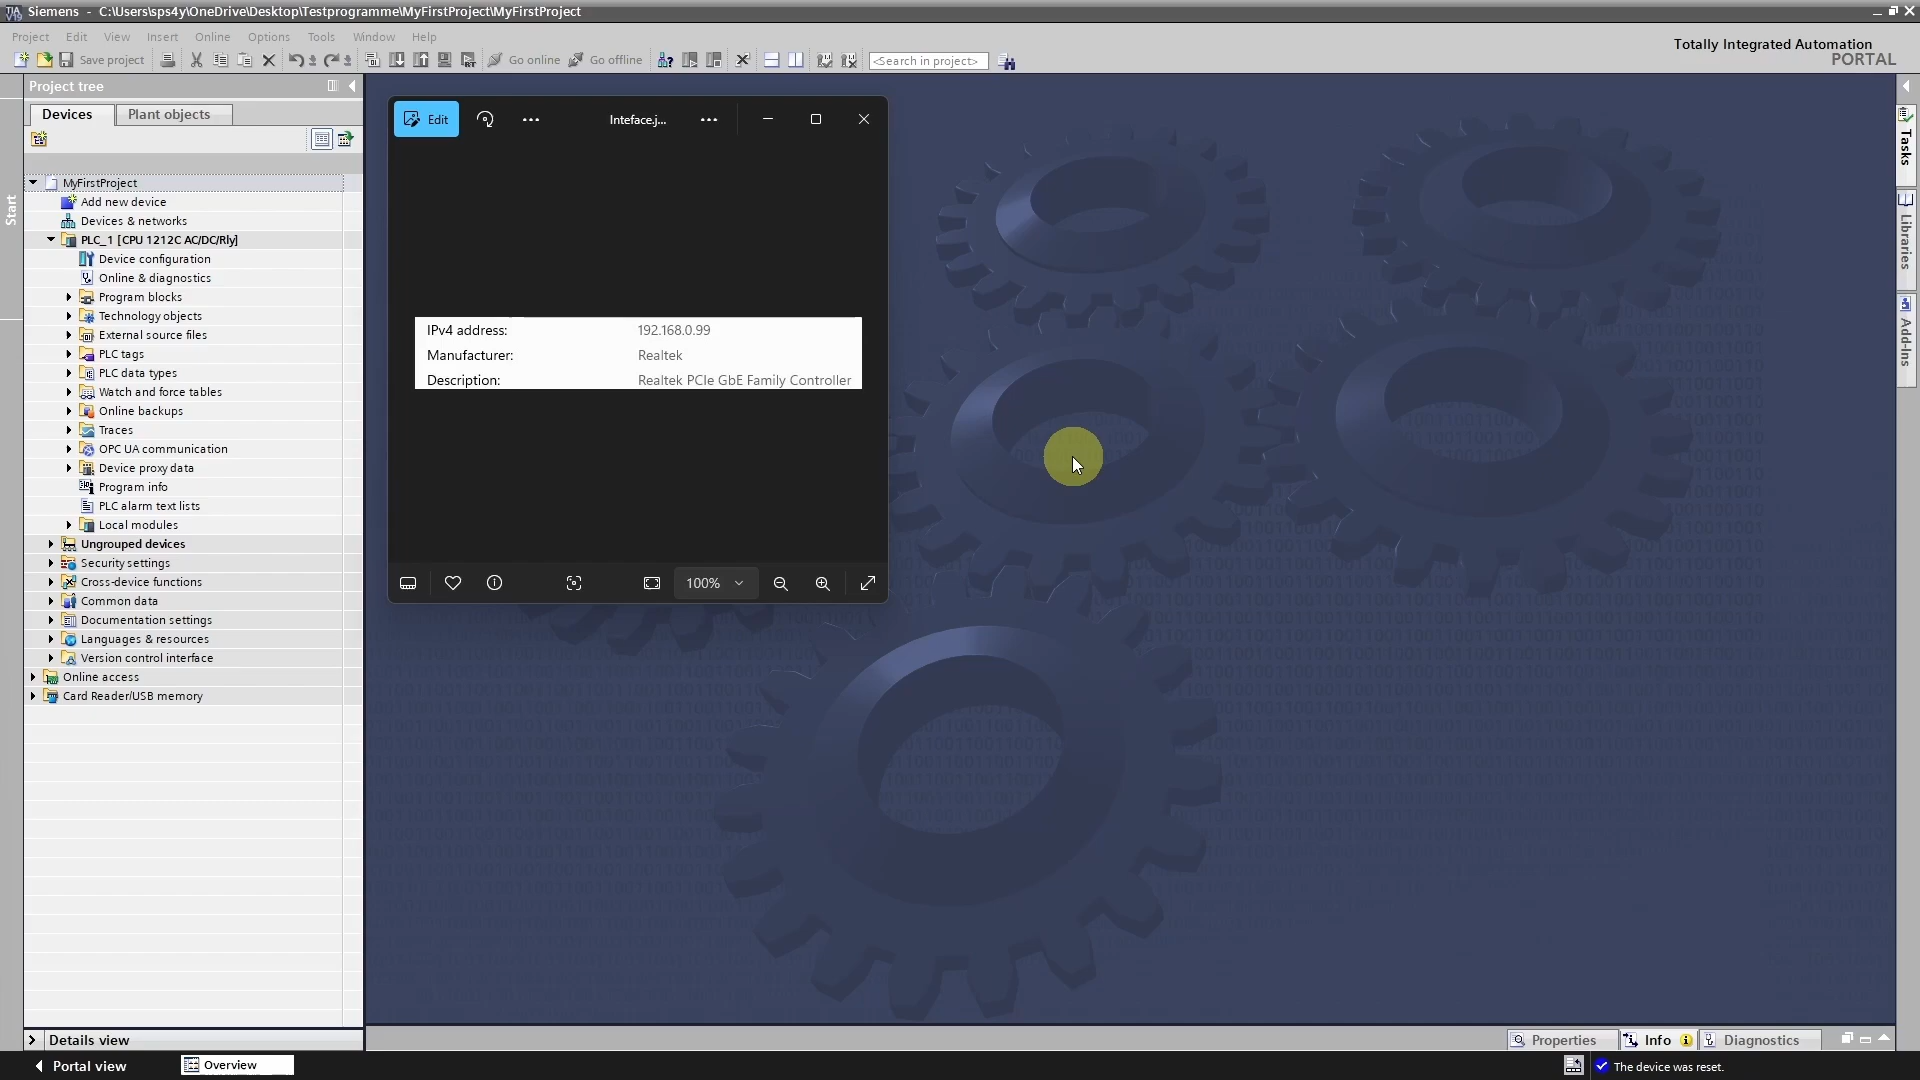 Siemens - C:\Users\sps4y\OneDrive\Desktop\Testprogramme\MyFirstProject\MyFirstProject
Project Edit View Insert Online Options Tools Window Help
Totally Integrated Automation
PORTAL
Save project Go online Go offline <Search in project>
Project tree
Devices Plant objects
Start
MyFirstProject
Add new device
Devices & networks
PLC_1 [CPU 1212C AC/DC/Rly]
Device configuration
Online & diagnostics
Program blocks
Technology objects
External source files
PLC tags
PLC data types
Watch and force tables
Online backups
Traces
OPC UA communication
Device proxy data
Program info
PLC alarm text lists
Local modules
Ungrouped devices
Security settings
Cross-device functions
Common data
Documentation settings
Languages & resources
Version control interface
Online access
Card Reader/USB memory
Edit Inteface.j...
IPv4 address: 192.168.0.99
Manufacturer: Realtek
Description: Realtek PCIe GbE Family Controller
100%
Tasks
Libraries
Add-Ins
Details view
Properties Info Diagnostics
Portal view Overview The device was reset.